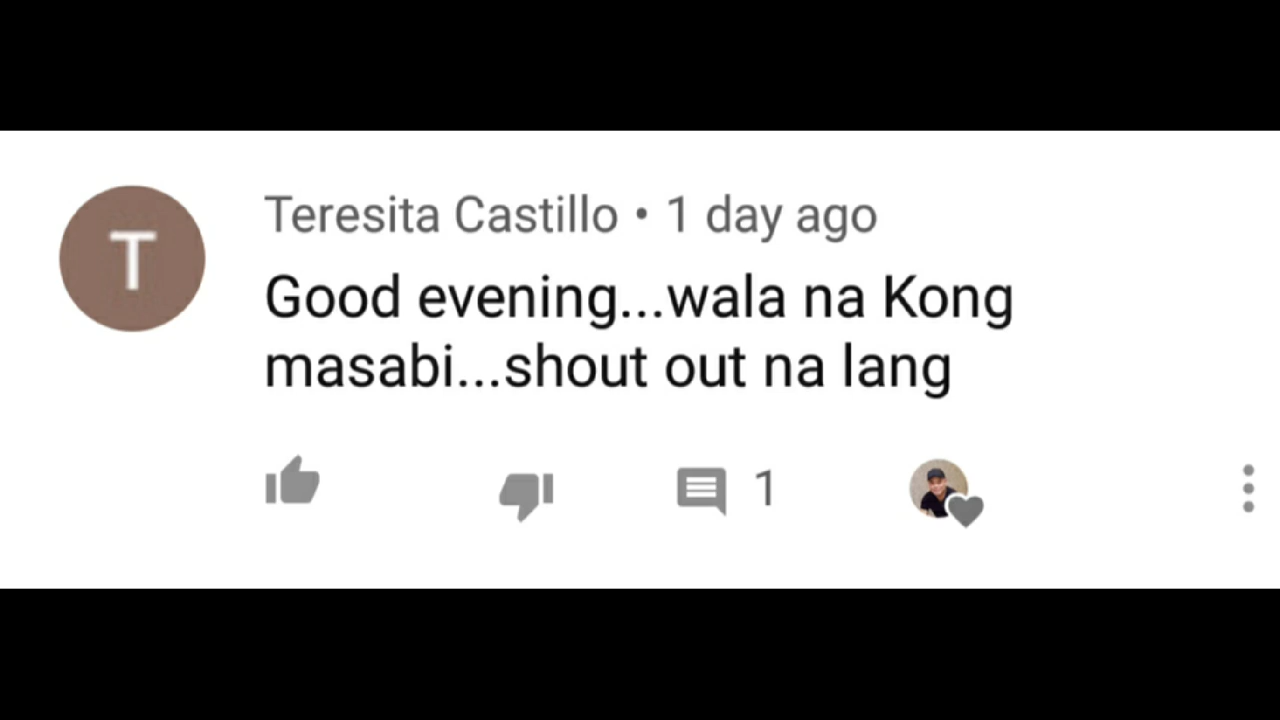 T
Teresita Castillo • 1 day ago
Good evening...wala na Kong
masabi...shout out na lang
1